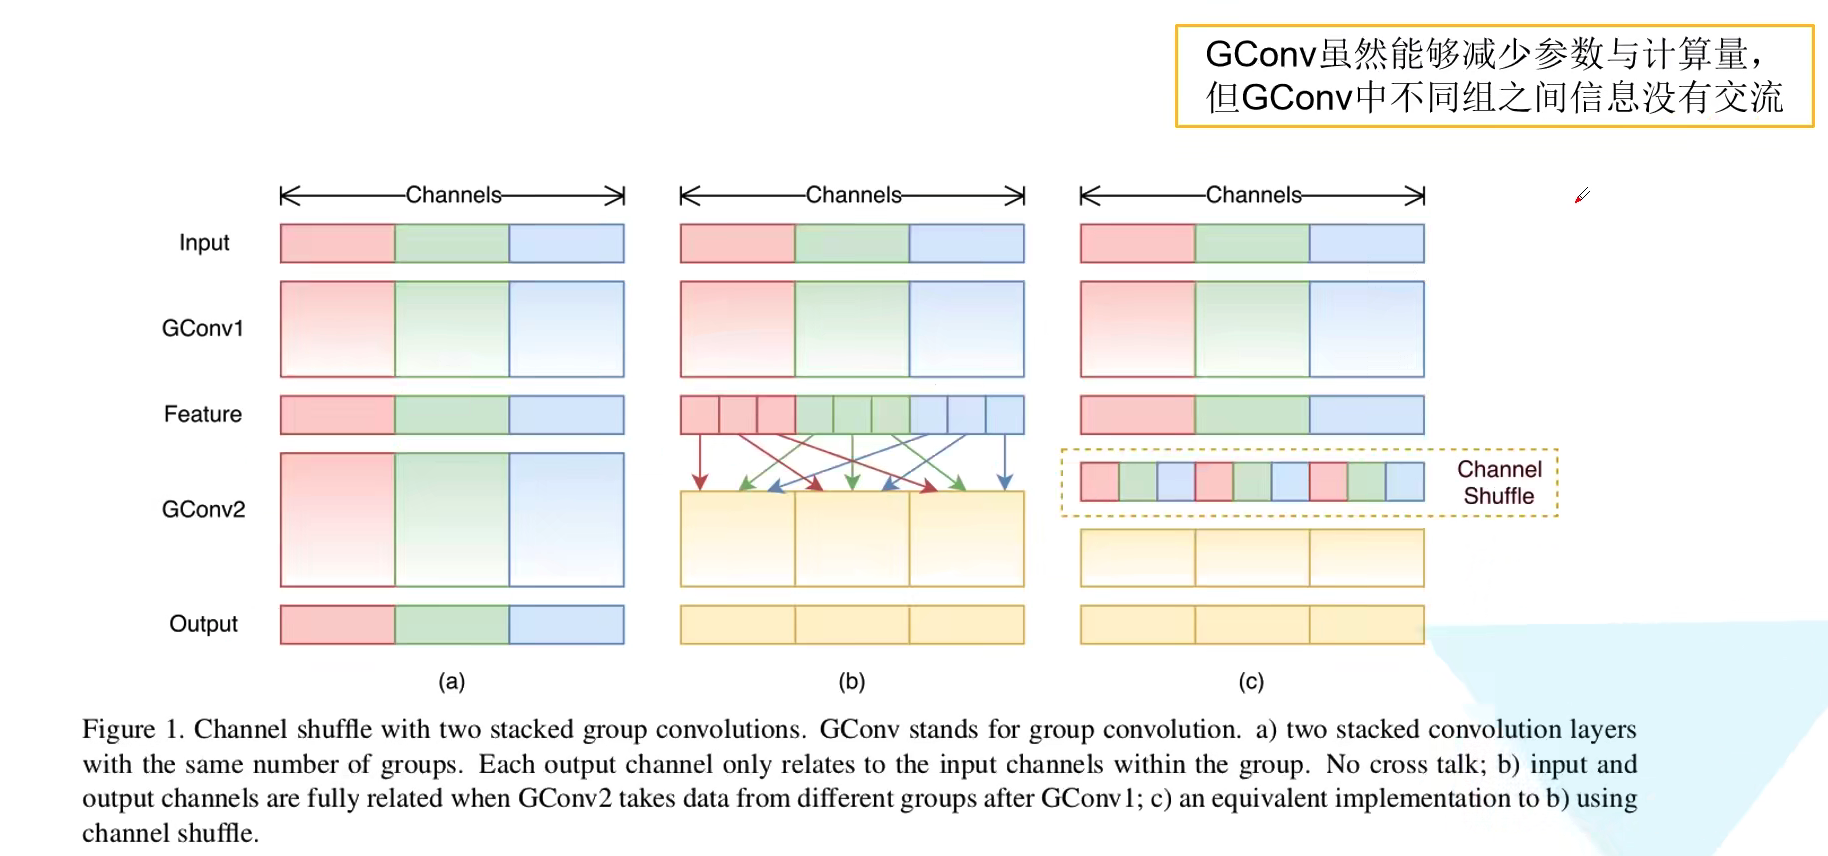 GConv虽然能够减少参数与计算量，
但GConv中不同组之间信息没有交流
Channels Channels Channels
Input
GConv1
Feature
Channel
Shuffle
GConv2
Output
(a) (b) (c)
Figure 1. Channel shuffle with two stacked group convolutions. GConv stands for group convolution. a) two stacked convolution layers
with the same number of groups. Each output channel only relates to the input channels within the group. No cross talk; b) input and
output channels are fully related when GConv2 takes data from different groups after GConv1; c) an equivalent implementation to b) using
channel shuffle.